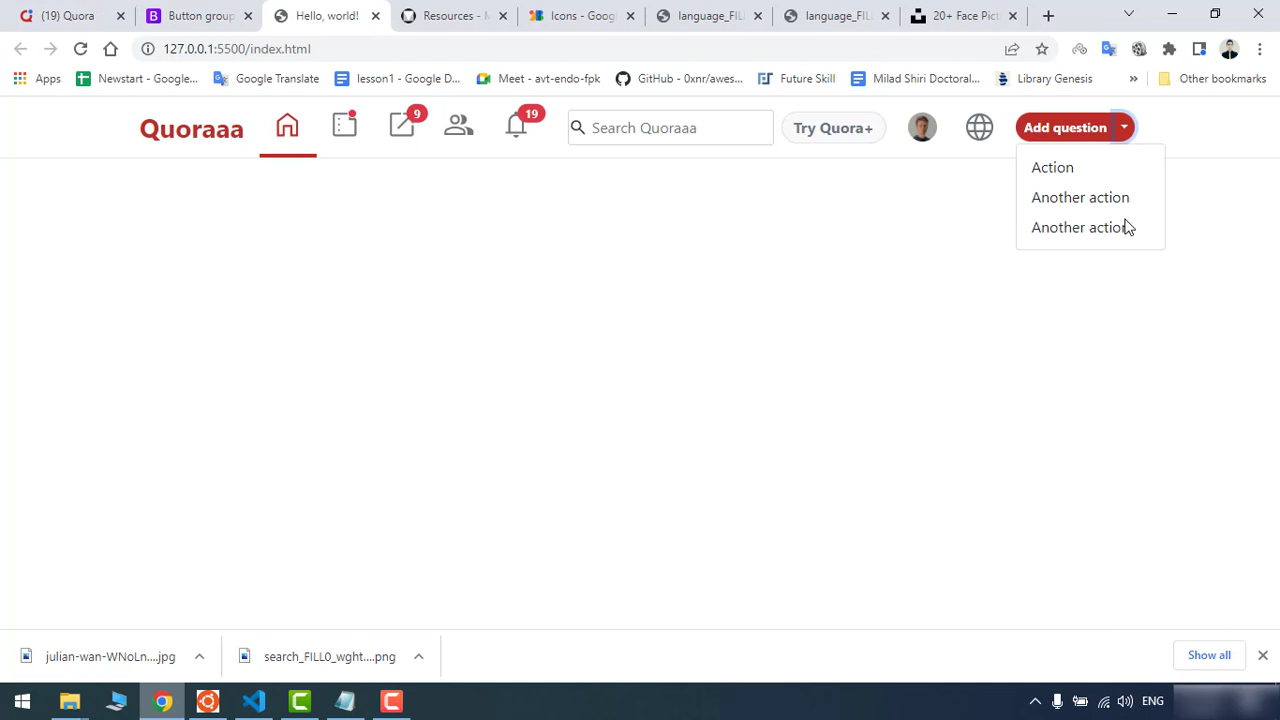 (19) Quora
Button group
Hello, world!
Resources - M
Icons - Goog
language_FIL
language_FIL
20+ Face Pict
127.0.0.1:5500/index.html
Apps
Newstart - Google...
Google Translate
lesson1 - Google D...
Meet - avt-endo-fpk
GitHub - 0xnr/awes...
Future Skill
Milad Shiri Doctoral...
Library Genesis
»
Other bookmarks
Quoraaa
9
19
Search Quoraaa
Try Quora+
Add question
Action
Another action
Another action
julian-wan-WNoLn....jpg
search_FILL0_wght....png
Show all
ENG